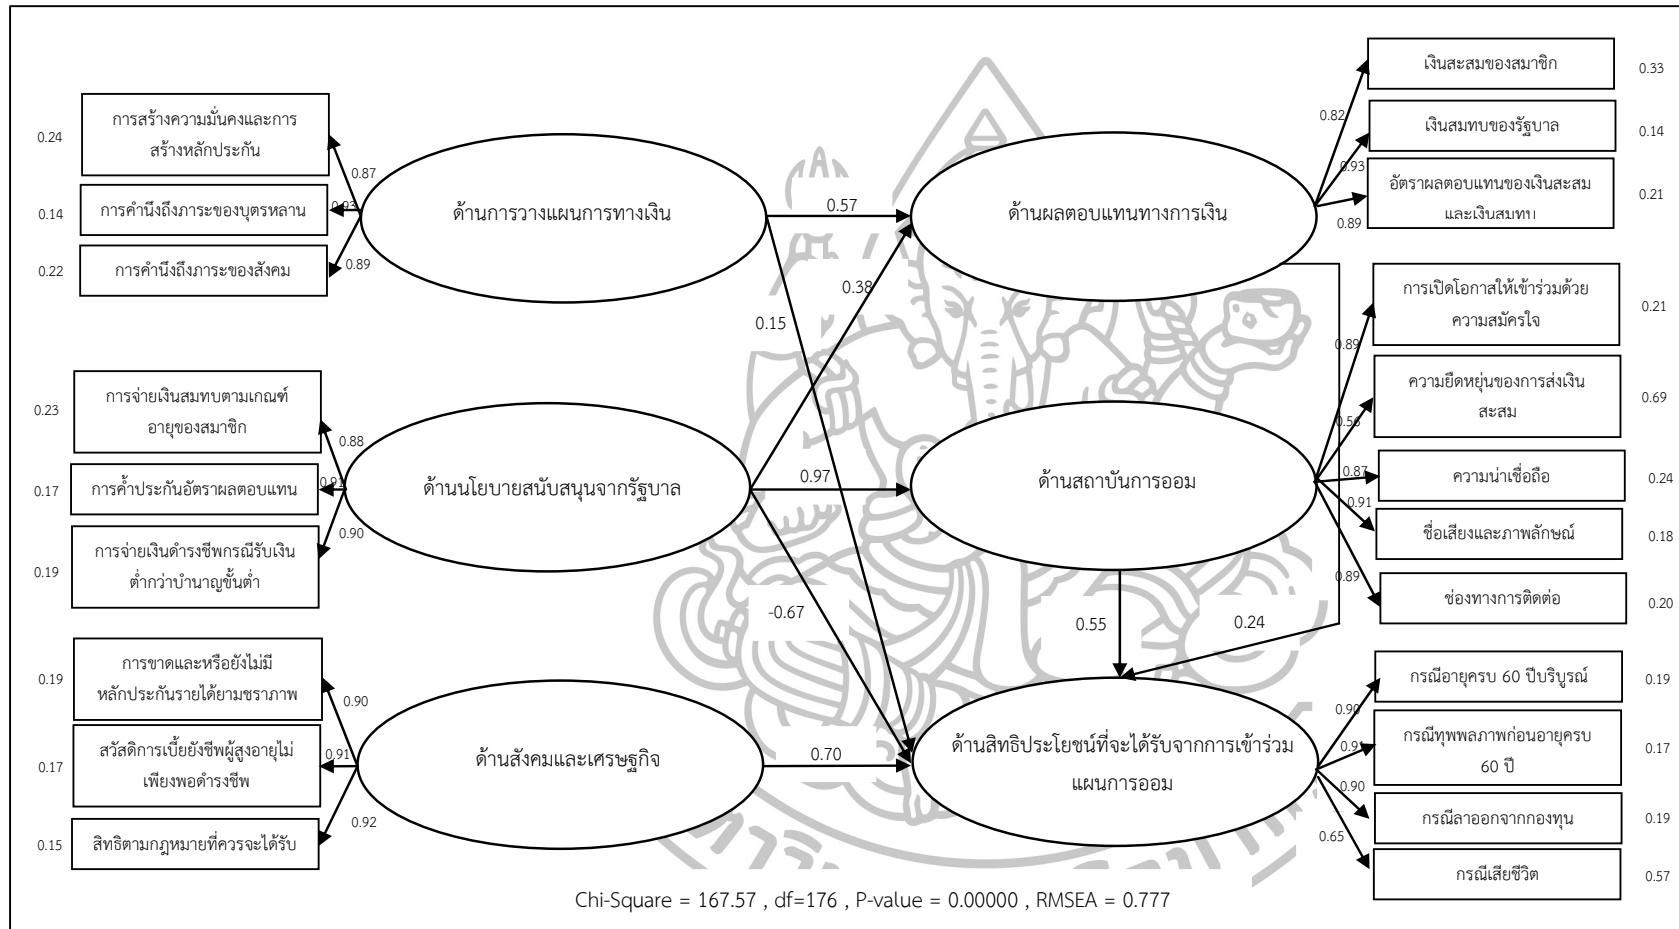 เงินสะสมของสมาชิก
0.33
0.82
เงินสมทบของรัฐบาล
0.14
0.93
อัตราผลตอบแทนของเงินสะสม
และเงินสมทบ
0.21
0.89
การสร้างความมั่นคงและการ
สร้างหลักประกัน
0.24
0.87
การคำนึงถึงภาระของบุตรหลาน
0.14
0.93
การคำนึงถึงภาระของสังคม
0.22
0.89
ด้านการวางแผนการทางเงิน
0.57
ด้านผลตอบแทนทางการเงิน
0.38
0.15
การเปิดโอกาสให้เข้าร่วมด้วย
ความสมัครใจ
0.21
0.89
ความยืดหยุ่นของการส่งเงิน
สะสม
0.69
0.56
ความน่าเชื่อถือ
0.24
0.87
ชื่อเสียงและภาพลักษณ์
0.18
0.91
ช่องทางการติดต่อ
0.20
0.89
การจ่ายเงินสมทบตามเกณฑ์
อายุของสมาชิก
0.23
0.88
การค้ำประกันอัตราผลตอบแทน
0.17
0.91
การจ่ายเงินดำรงชีพกรณีรับเงิน
ต่ำกว่าบำนาญขั้นต่ำ
0.19
0.90
ด้านนโยบายสนับสนุนจากรัฐบาล
0.97
ด้านสถาบันการออม
-0.67
0.55
0.24
การขาดและหรือยังไม่มี
หลักประกันรายได้ยามชราภาพ
0.19
0.90
สวัสดิการเบี้ยยังชีพผู้สูงอายุไม่
เพียงพอดำรงชีพ
0.17
0.91
สิทธิตามกฎหมายที่ควรจะได้รับ
0.15
0.92
ด้านสังคมและเศรษฐกิจ
0.70
ด้านสิทธิประโยชน์ที่จะได้รับจากการเข้าร่วม
แผนการออม
กรณีอายุครบ 60 ปีบริบูรณ์
0.19
0.90
กรณีทุพพลภาพก่อนอายุครบ
60 ปี
0.17
0.91
กรณีลาออกจากกองทุน
0.19
0.90
กรณีเสียชีวิต
0.57
0.65
Chi-Square = 167.57 , df=176 , P-value = 0.00000 , RMSEA = 0.777